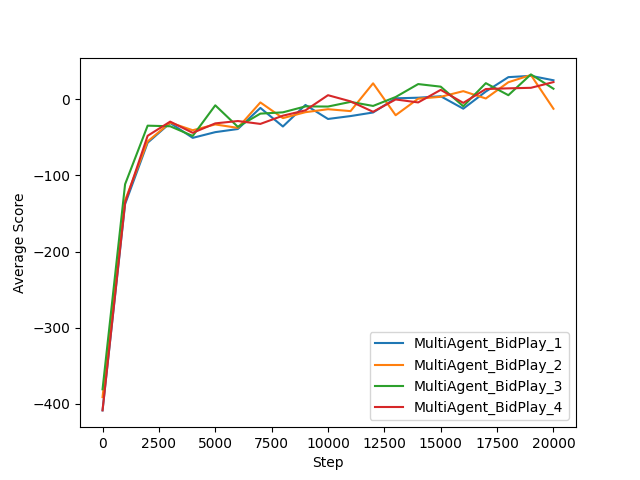 0
−100
−200
−300
−400
Average Score
0
2500
5000
7500
10000
12500
15000
17500
20000
Step
MultiAgent_BidPlay_1
MultiAgent_BidPlay_2
MultiAgent_BidPlay_3
MultiAgent_BidPlay_4